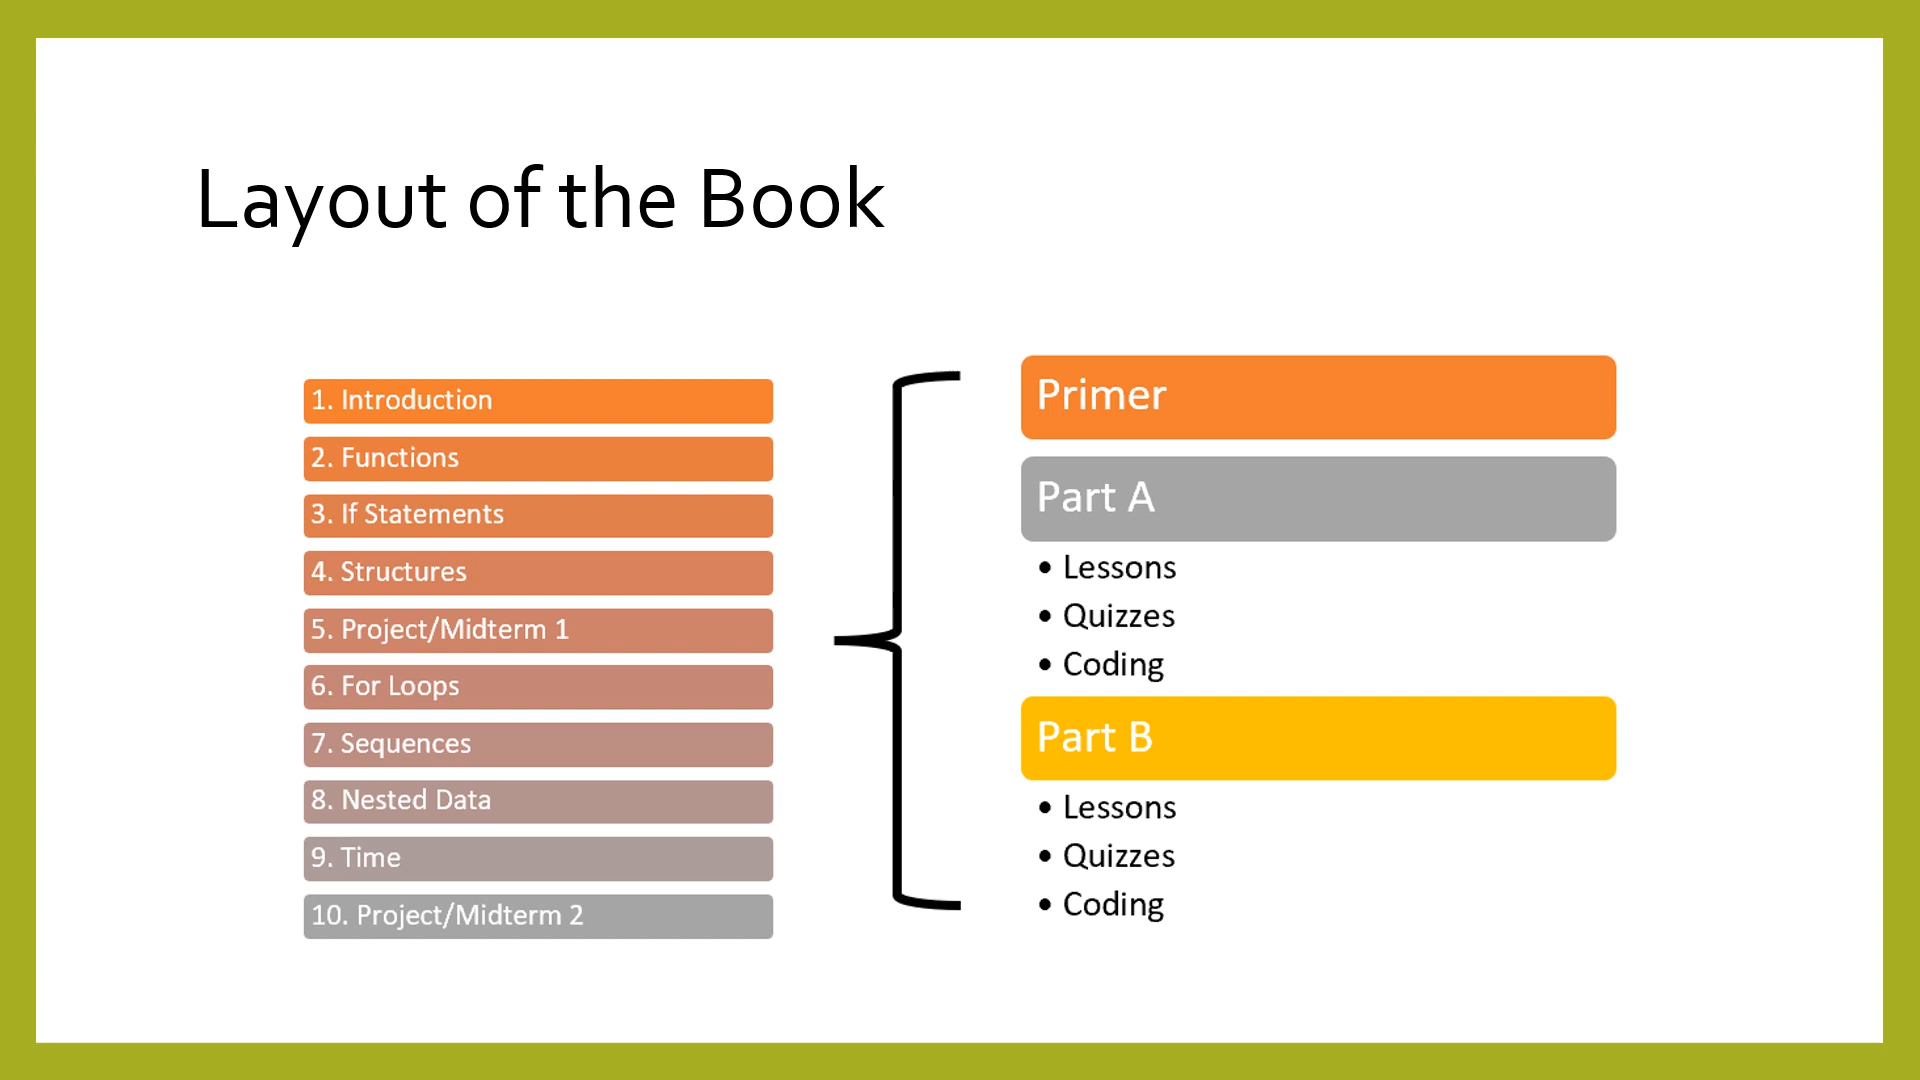 Layout of the Book
1. Introduction
2. Functions
3. If Statements
4. Structures
5. Project/Midterm 1
6. For Loops
7. Sequences
8. Nested Data
9. Time
10. Project/Midterm 2
Primer
Part A
• Lessons
• Quizzes
• Coding
Part B
• Lessons
• Quizzes
• Coding